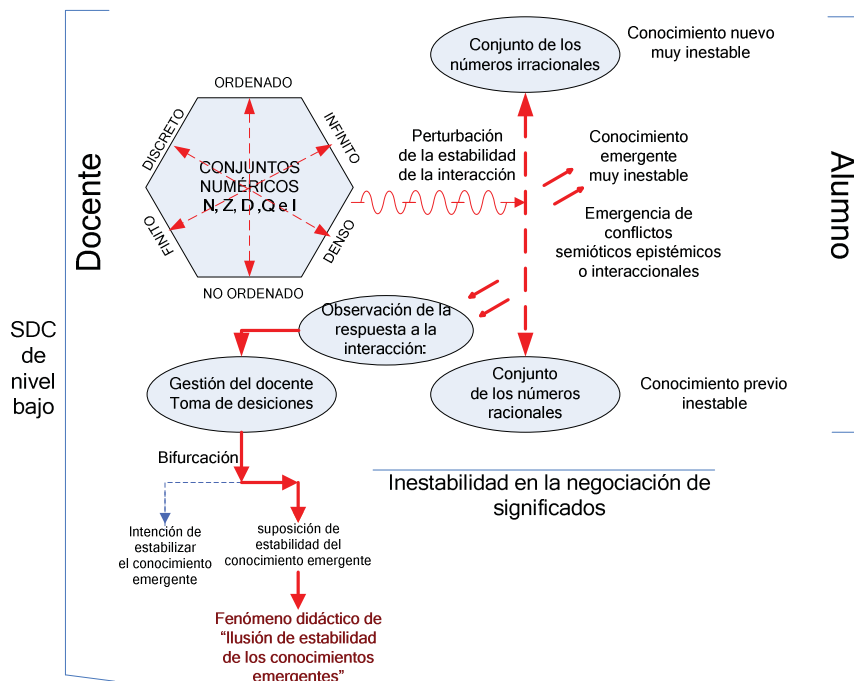 Conjunto de los
números irracionales
Conocimiento nuevo
muy inestable
ORDENADO
DISCRETO
INFINITO
CONJUNTOS
NUMÉRICOS
N, Z, D ,Q e I
FINITO
DENSO
NO ORDENADO
Docente
Perturbación
de la estabilidad
de la interacción
Conocimiento
emergente
muy inestable
Emergencia de
conflictos
semióticos epistémicos
o interaccionales
Alumno
SDC
de
nivel
bajo
Observación de la
respuesta a la
interacción:
Gestión del docente
Toma de desiciones
Conjunto
de los números
racionales
Conocimiento previo
inestable
Bifurcación
Inestabilidad en la negociación de
significados
Intención de
estabilizar
el conocimiento
emergente
suposición de
estabilidad del
conocimiento emergente
Fenómeno didáctico de
“Ilusión de estabilidad
de los conocimientos
emergentes”